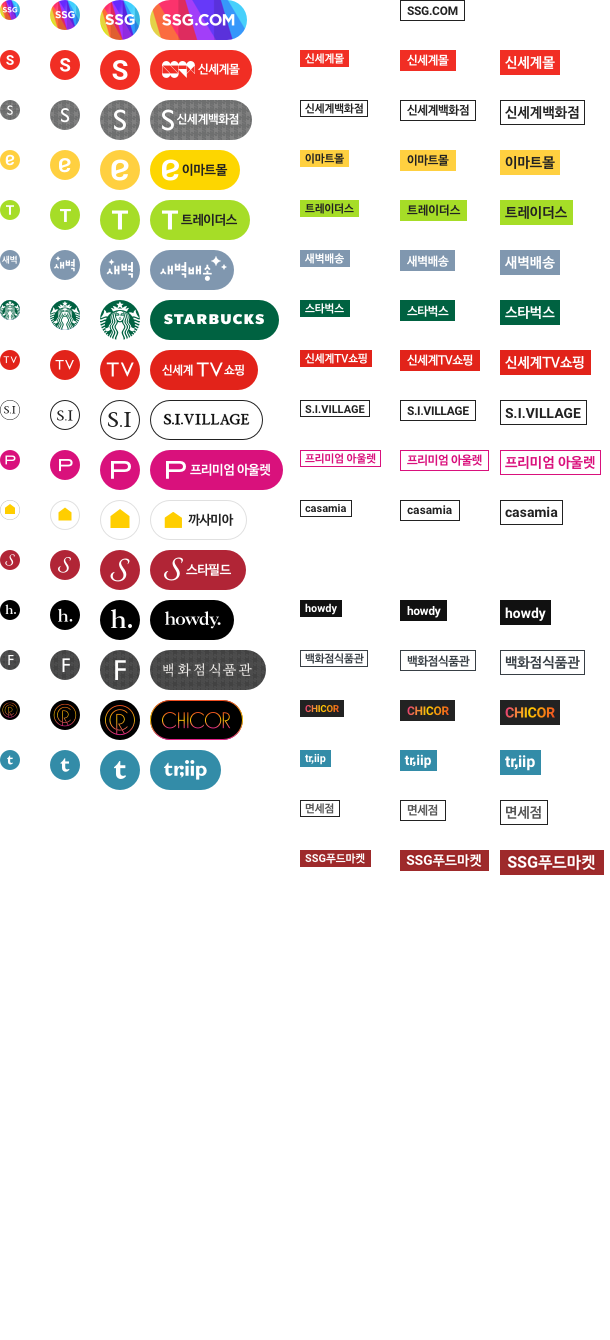 SSG SSG SSG SSG.COM SSG.COM
S S S 신세계몰 신세계몰 신세계몰 신세계몰
S S S S신세계백화점 신세계백화점 신세계백화점 신세계백화점
e e e e 이마트몰 이마트몰 이마트몰 이마트몰
T T T T 트레이더스 트레이더스 트레이더스 트레이더스
새벽 새벽 새벽 새벽배송 새벽배송 새벽배송 새벽배송
STARBUCKS 스타벅스 스타벅스 스타벅스
TV TV TV 신세계 TV 쇼핑 신세계TV쇼핑 신세계TV쇼핑 신세계TV쇼핑
S.I S.I S.I S.I.VILLAGE S.I.VILLAGE S.I.VILLAGE S.I.VILLAGE
P P P P 프리미엄 아울렛 프리미엄 아울렛 프리미엄 아울렛 프리미엄 아울렛
까사미아 casamia casamia casamia
S S S S 스타필드
h. h. h. howdy. howdy howdy howdy
F F F 백화점식품관 백화점식품관 백화점식품관 백화점식품관
CR CR CR CHICOR CHICOR CHICOR CHICOR
t t t tr;iip tr,iip tr,iip tr,iip
면세점 면세점 면세점
SSG푸드마켓 SSG푸드마켓 SSG푸드마켓